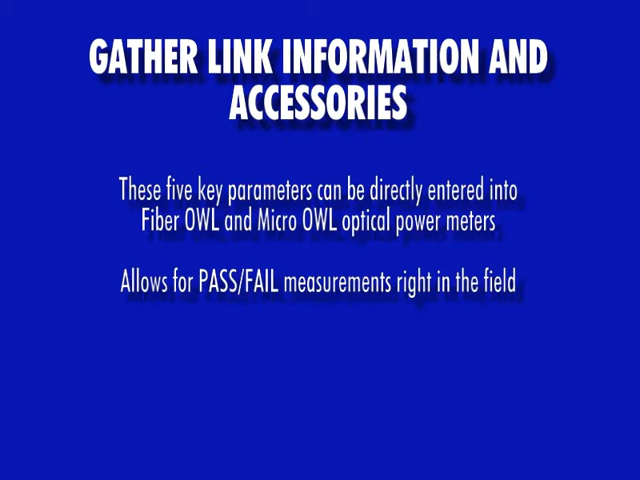 GATHER LINK INFORMATION AND
ACCESSORIES
These five key parameters can be directly entered into
Fiber OWL and Micro OWL optical power meters
Allows for PASS/FAIL measurements right in the field